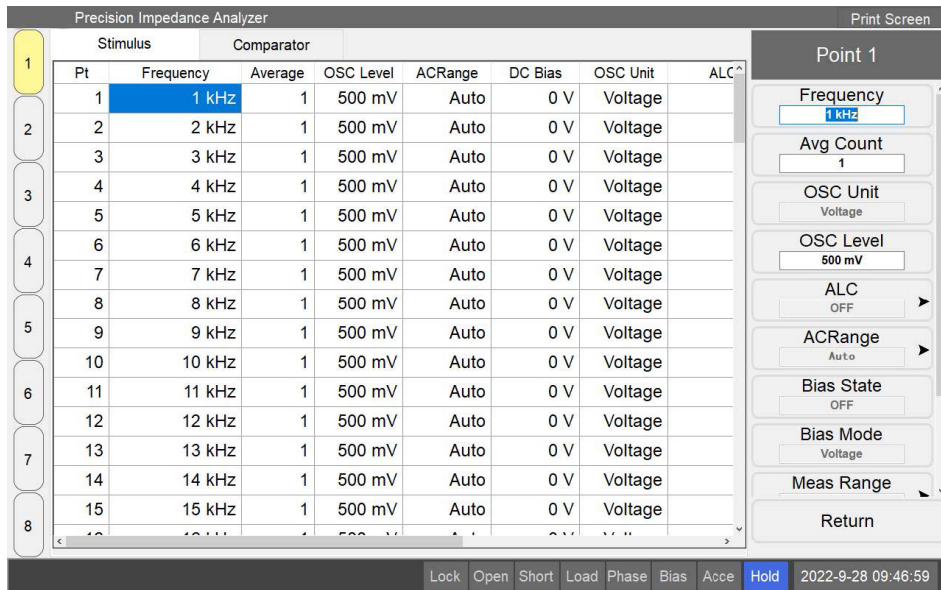 Precision Impedance Analyzer Print Screen
Stimulus Comparator
Point 1
Pt Frequency Average OSC Level ACRange DC Bias OSC Unit ALC
1 1 kHz 1 500 mV Auto 0 V Voltage
2 2 kHz 1 500 mV Auto 0 V Voltage
3 3 kHz 1 500 mV Auto 0 V Voltage
4 4 kHz 1 500 mV Auto 0 V Voltage
5 5 kHz 1 500 mV Auto 0 V Voltage
6 6 kHz 1 500 mV Auto 0 V Voltage
7 7 kHz 1 500 mV Auto 0 V Voltage
8 8 kHz 1 500 mV Auto 0 V Voltage
9 9 kHz 1 500 mV Auto 0 V Voltage
10 10 kHz 1 500 mV Auto 0 V Voltage
11 11 kHz 1 500 mV Auto 0 V Voltage
12 12 kHz 1 500 mV Auto 0 V Voltage
13 13 kHz 1 500 mV Auto 0 V Voltage
14 14 kHz 1 500 mV Auto 0 V Voltage
15 15 kHz 1 500 mV Auto 0 V Voltage
1
2
3
4
5
6
7
8
Frequency
1 kHz
Avg Count
1
OSC Unit
Voltage
OSC Level
500 mV
ALC
OFF
ACRange
Auto
Bias State
OFF
Bias Mode
Voltage
Meas Range
Return
Lock Open Short Load Phase Bias Acce Hold 2022-9-28 09:46:59